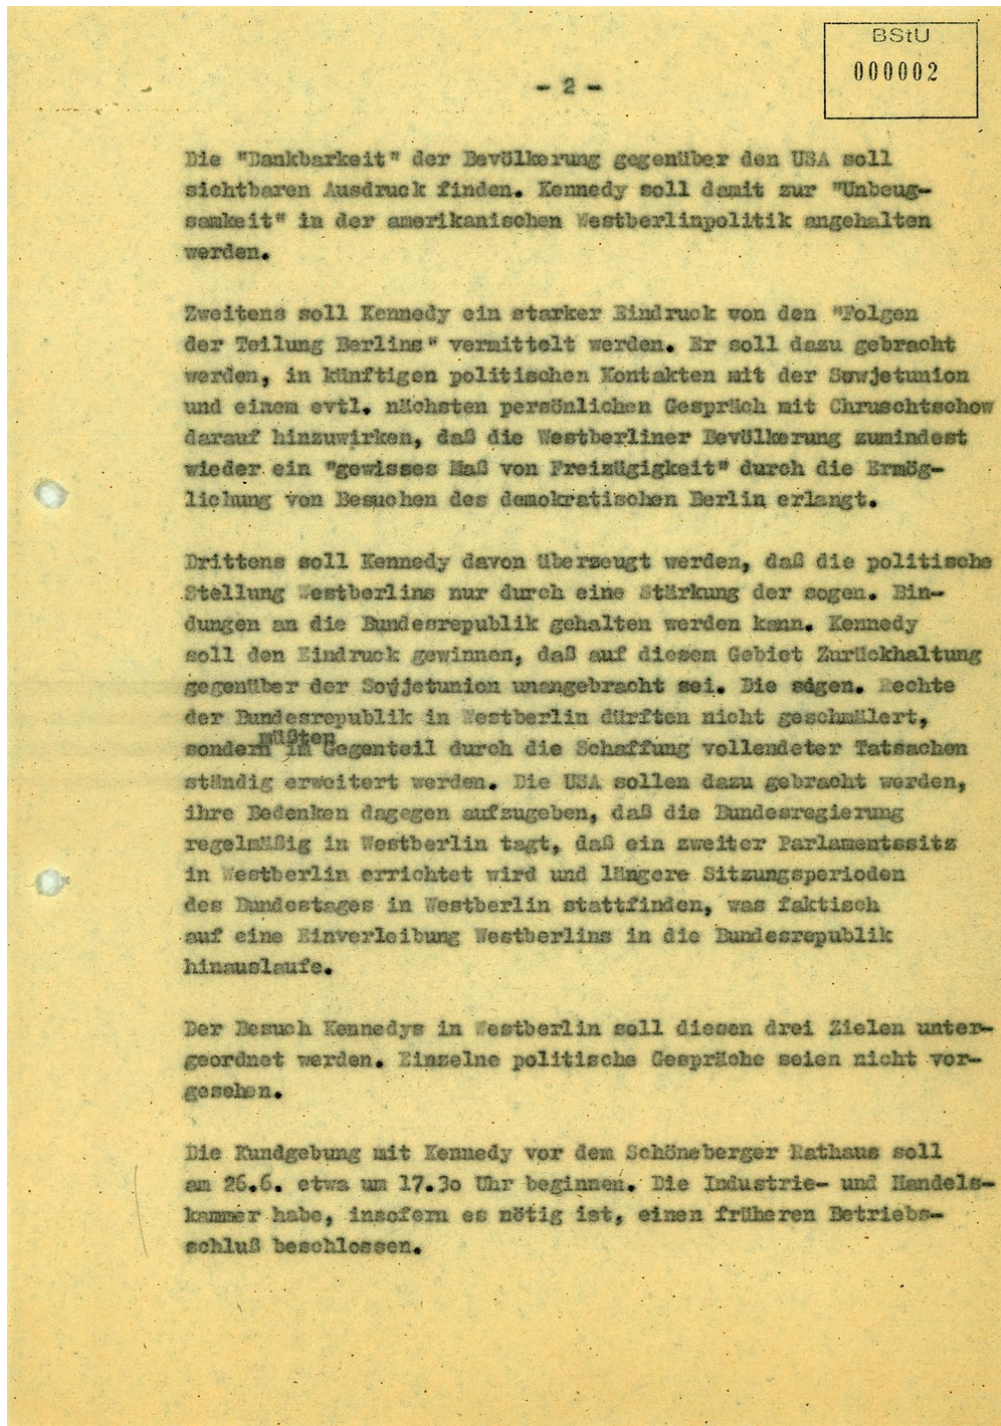 BStU
000002
- 2 -
Die "Dankbarkeit" der Bevölkerung gegenüber den USA soll
sichtbaren Ausdruck finden. Kennedy soll damit zur "Unbeug-
samkeit" in der amerikanischen Westberlinpolitik angehalten
werden.
Zweitens soll Kennedy ein starker Eindruck von den "Folgen
der Teilung Berlins" vermittelt werden. Er soll dazu gebracht
werden, in künftigen politischen Kontakten mit der Sowjetunion
und einem evtl. nächsten persönlichen Gespräch mit Chruschtschow
darauf hinzuwirken, daß die Westberliner Bevölkerung zumindest
wieder ein "gewisses Maß von Freizügigkeit" durch die Ermög-
lichung von Besuchen des demokratischen Berlin erlangt.
Drittens soll Kennedy davon überzeugt werden, daß die politische
Stellung Westberlins nur durch eine Stärkung der sogen. Bin-
dungen an die Bundesrepublik gehalten werden kann. Kennedy
soll den Eindruck gewinnen, daß auf diesem Gebiet Zurückhaltung
gegenüber der Sowjetunion unangebracht sei. Die sogen. Rechte
der Bundesrepublik in Westberlin dürften nicht geschmälert,
müßten
sondern im Gegenteil durch die Schaffung vollendeter Tatsachen
ständig erweitert werden. Die USA sollen dazu gebracht werden,
ihre Bedenken dagegen aufzugeben, daß die Bundesregierung
regelmäßig in Westberlin tagt, daß ein zweiter Parlamentssitz
in Westberlin errichtet wird und längere Sitzungsperioden
des Bundestages in Westberlin stattfinden, was faktisch
auf eine Einverleibung Westberlins in die Bundesrepublik
hinauslaufe.
Der Besuch Kennedys in Westberlin soll diesen drei Zielen unter-
geordnet werden. Einzelne politische Gespräche seien nicht vor-
gesehen.
Die Kundgebung mit Kennedy vor dem Schöneberger Rathaus soll
am 26.6. etwa um 17.30 Uhr beginnen. Die Industrie- und Handels-
kammer habe, insofern es nötig ist, einen früheren Betriebs-
schluß beschlossen.